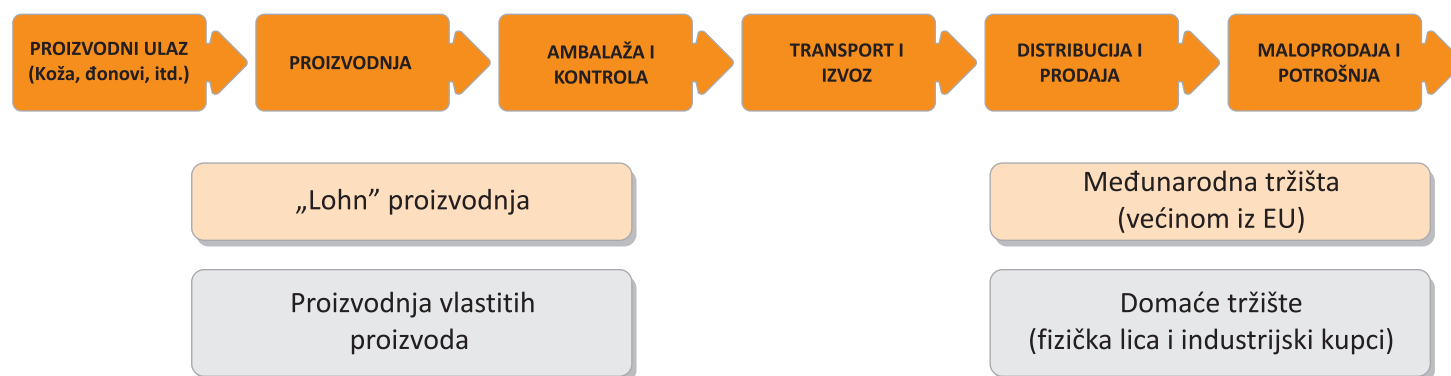 PROIZVODNI ULAZ
(Koža, đonovi, itd.)
PROIZVODNJA
AMBALAŽA I
KONTROLA
TRANSPORT I
IZVOZ
DISTRIBUCIJA I
PRODAJA
MALOPRODAJA I
POTROŠNJA
„Lohn” proizvodnja
Međunarodna tržišta
(većinom iz EU)
Proizvodnja vlastitih
proizvoda
Domaće tržište
(fizička lica i industrijski kupci)